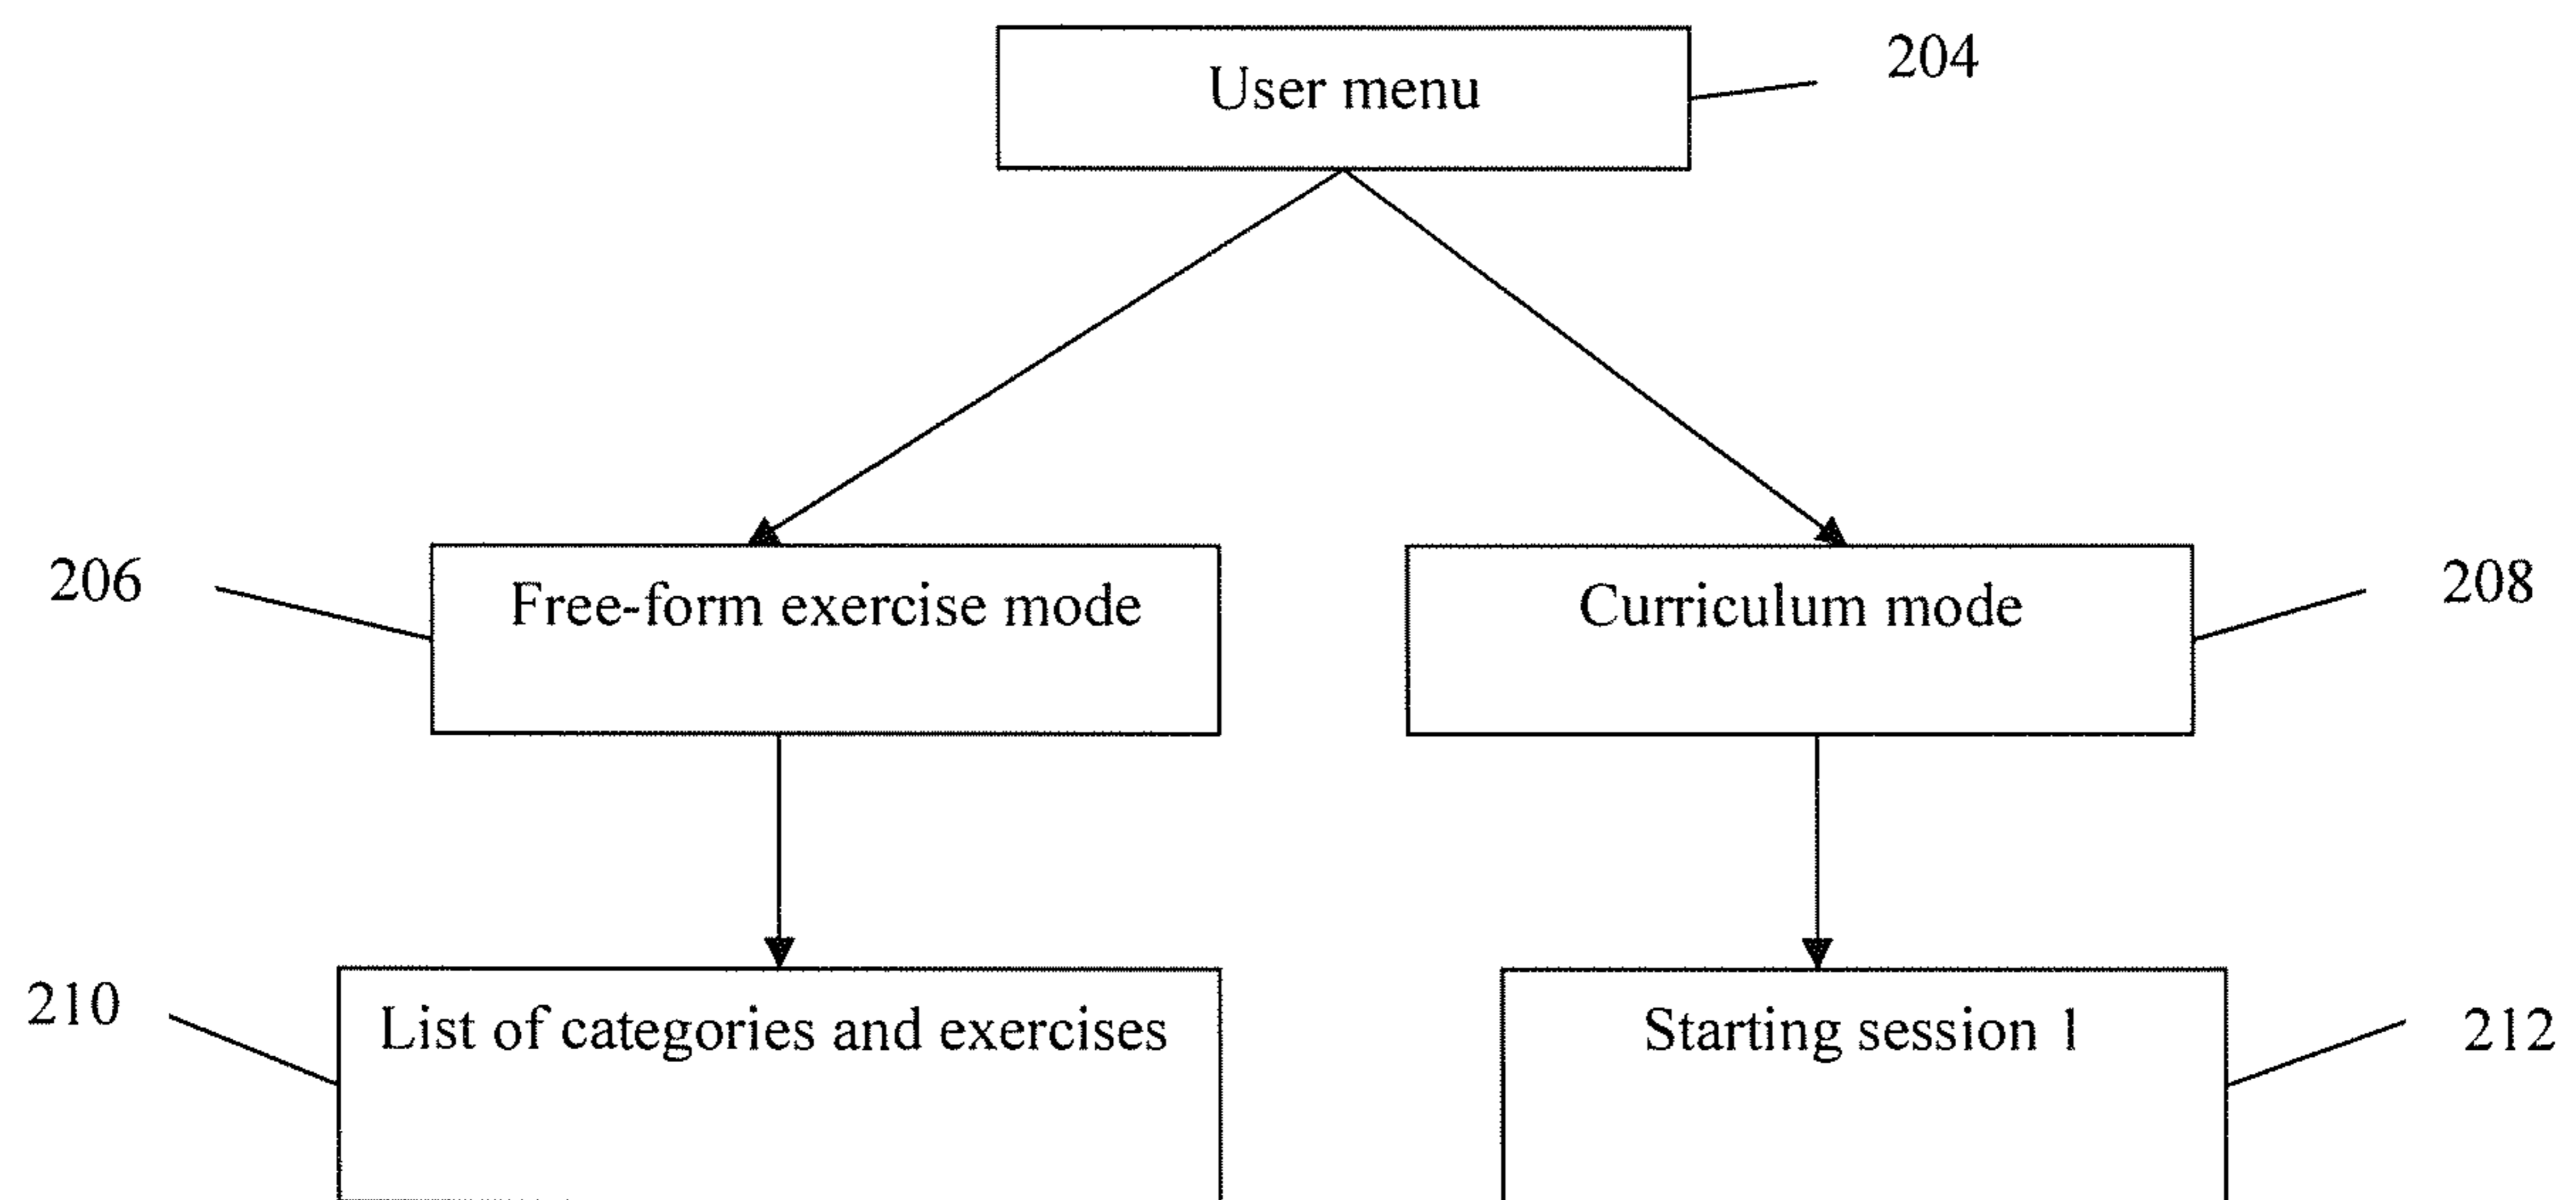 User menu
204
206
Free-form exercise mode
Curriculum mode
208
210
List of categories and exercises
Starting session 1
212